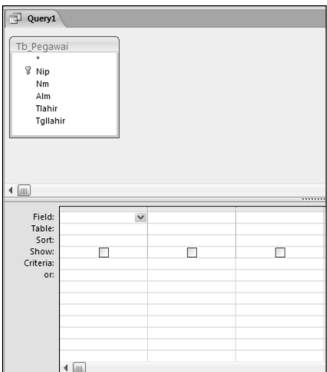 Query1
Tb_Pegawai
*
Nip
Nm
Alm
Tlahir
Tgllahir
Field:
Table:
Sort:
Show:
Criteria:
or: